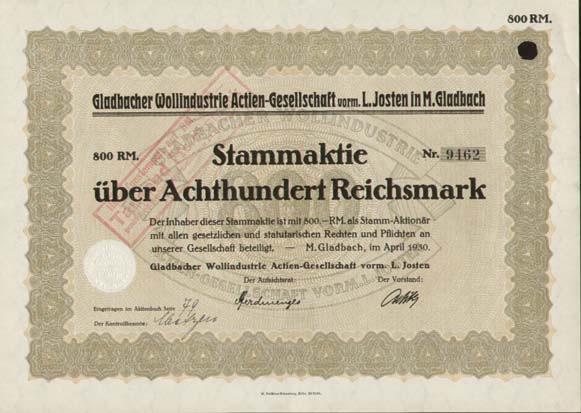 800 RM.
Gladbacher Wollindustrie Actien-Gesellschaft vorm. L. Josten in M. Gladbach
GLADBACHER WOLLINDUSTRIE
800 RM.
Stammaktie
Nr. 9462
über Achthundert Reichsmark
Der Inhaber dieser Stammaktie ist mit 800,—RM. als Stamm-Aktionär
mit allen gesetzlichen und statutarischen Rechten und Pflichten an
unserer Gesellschaft beteiligt. — M. Gladbach, im April 1930.
Gladbacher Wollindustrie Actien-Gesellschaft vorm. L. Josten
Der Aufsichtsrat:
Der Vorstand:
Eingetragen im Aktienbuch Seite 79
Der Kontrollbeamte: